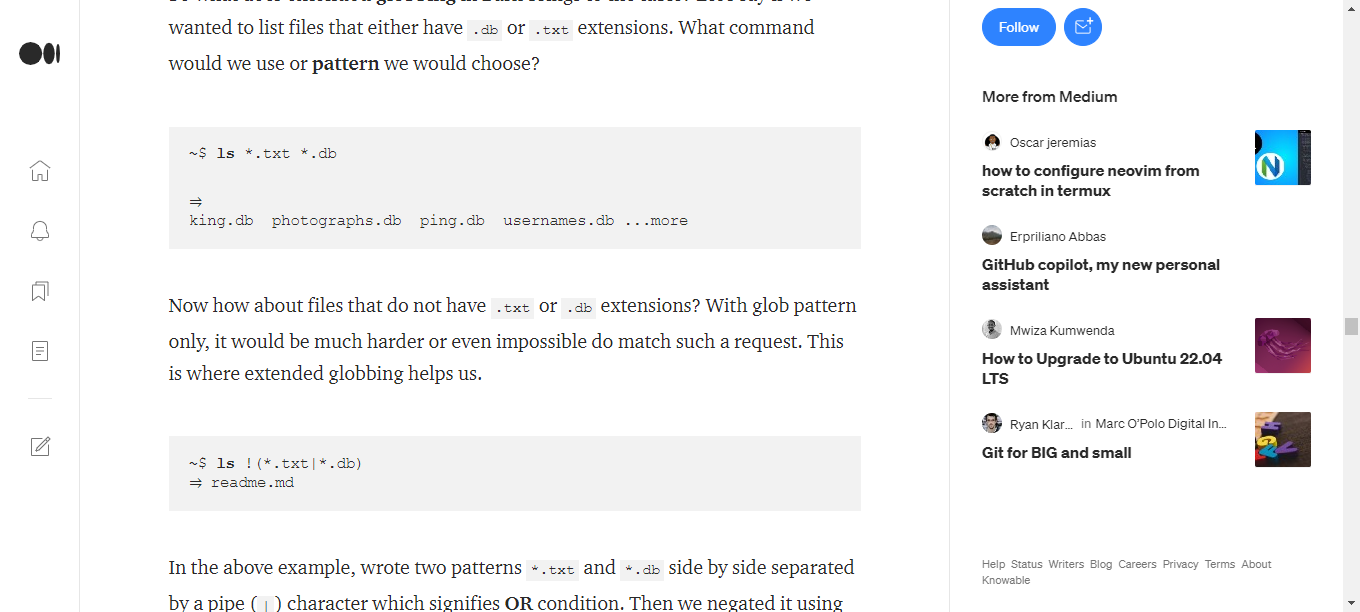 wanted to list files that either have .db or .txt extensions. What command
would we use or pattern we would choose?
~$ ls *.txt *.db
⇒
king.db photographs.db ping.db usernames.db ...more
Now how about files that do not have .txt or .db extensions? With glob pattern
only, it would be much harder or even impossible do match such a request. This
is where extended globbing helps us.
~$ ls !(*.txt|*.db)
⇒ readme.md
In the above example, wrote two patterns *.txt and *.db side by side separated
by a pipe (|) character which signifies OR condition. Then we negated it using
Follow
More from Medium
Oscar jeremias
how to configure neovim from
scratch in termux
Erpriliano Abbas
GitHub copilot, my new personal
assistant
Mwiza Kumwenda
How to Upgrade to Ubuntu 22.04
LTS
Ryan Klar... in Marc O'Polo Digital In...
Git for BIG and small
Help Status Writers Blog Careers Privacy Terms About
Knowable